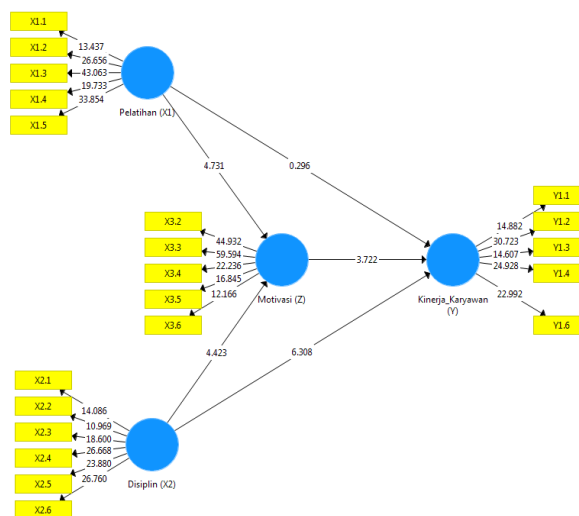 X1.1
X1.2
X1.3
X1.4
X1.5
13.437
26.656
43.063
19.733
33.854
Pelatihan (X1)
4.731
0.296
X3.2
X3.3
X3.4
X3.5
X3.6
44.932
59.594
22.236
16.845
12.166
Motivasi (Z)
3.722
Y1.1
Y1.2
Y1.3
Y1.4
Y1.6
14.882
30.723
14.607
24.928
22.992
Kinerja_Karyawan
(Y)
4.423
6.308
X2.1
X2.2
X2.3
X2.4
X2.5
X2.6
14.086
10.969
18.600
26.668
23.880
26.760
Disiplin (X2)